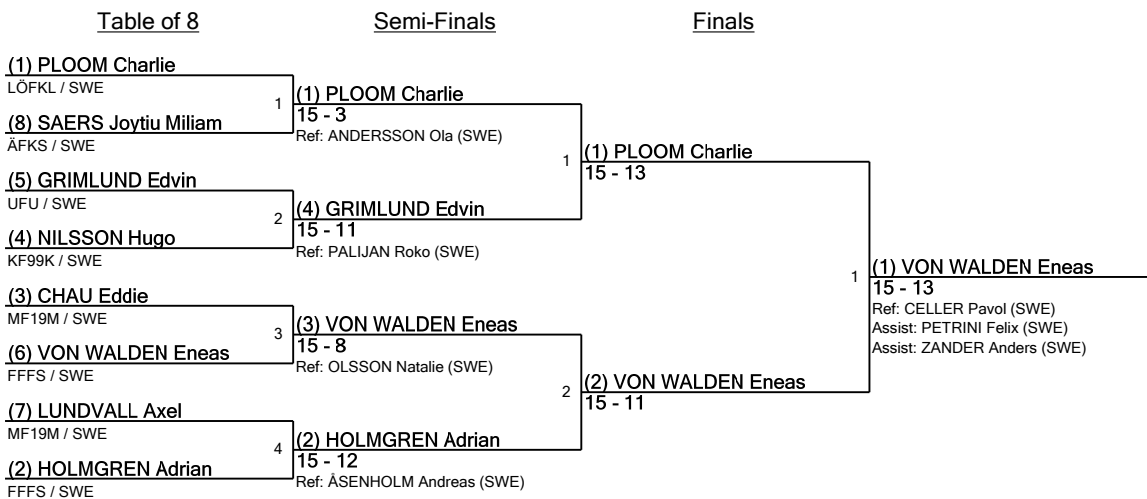 Table of 8
Semi-Finals
Finals
(1) PLOOM Charlie
LÖFKL / SWE
(8) SAERS Joytiu Miliam
ÄFKS / SWE
(5) GRIMLUND Edvin
UFU / SWE
(4) NILSSON Hugo
KF99K / SWE
(3) CHAU Eddie
MF19M / SWE
(6) VON WALDEN Eneas
FFFS / SWE
(7) LUNDVALL Axel
MF19M / SWE
(2) HOLMGREN Adrian
FFFS / SWE
1
(1) PLOOM Charlie
15 - 3
Ref: ANDERSSON Ola (SWE)
2
(4) GRIMLUND Edvin
15 - 11
Ref: PALIJAN Roko (SWE)
3
(3) VON WALDEN Eneas
15 - 8
Ref: OLSSON Natalie (SWE)
4
(2) HOLMGREN Adrian
15 - 12
Ref: ÅSENHOLM Andreas (SWE)
1
(1) PLOOM Charlie
15 - 13
2
(2) VON WALDEN Eneas
15 - 11
1
(1) VON WALDEN Eneas
15 - 13
Ref: CELLER Pavol (SWE)
Assist: PETRINI Felix (SWE)
Assist: ZANDER Anders (SWE)